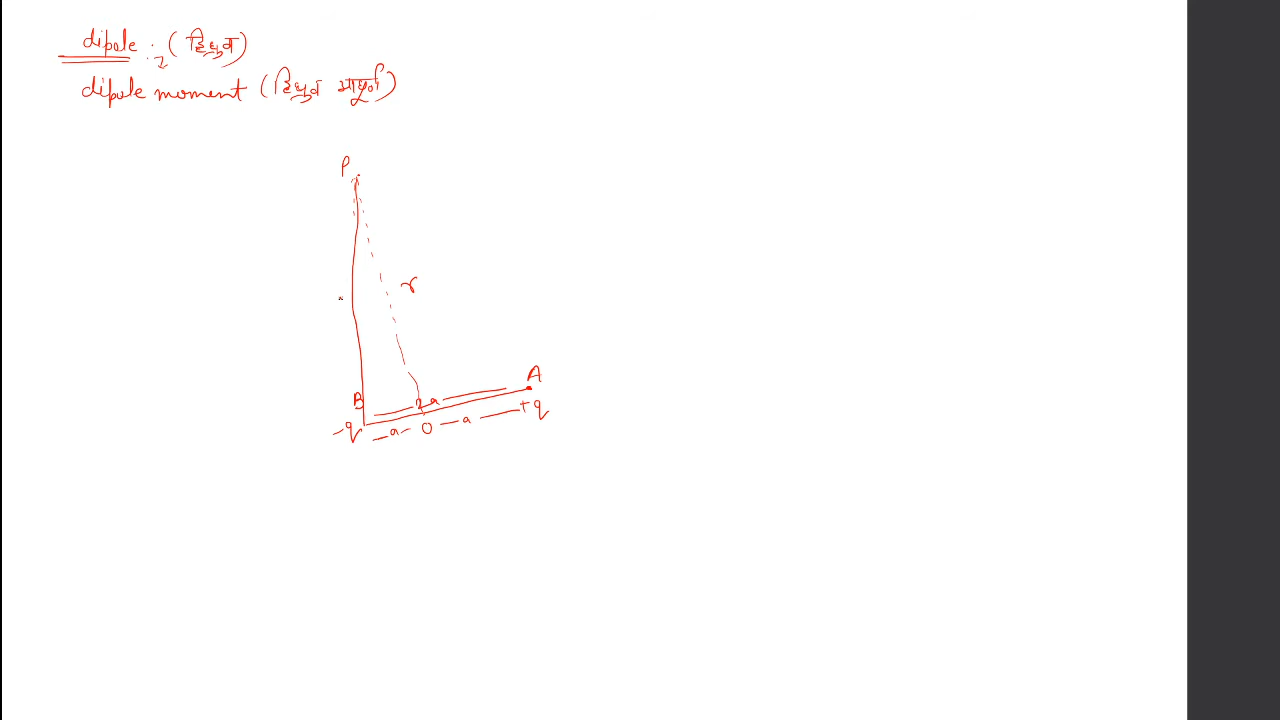 dipole :- (द्विध्रुव)
dipole moment (द्विध्रुव आघूर्ण)
P
r
A
B 2a
-q a O a +q